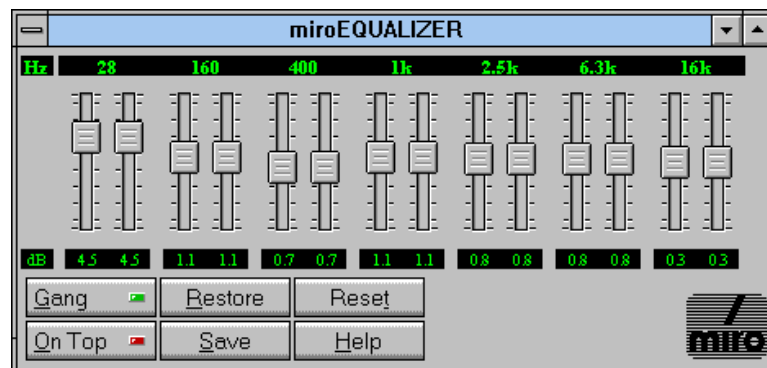 miroEQUALIZER
Hz 28 160 400 1k 2.5k 6.3k 16k
dB 4.5 4.5 1.1 1.1 0.7 0.7 1.1 1.1 0.8 0.8 0.8 0.8 0.3 0.3
Gang Restore Reset
On Top Save Help
miro